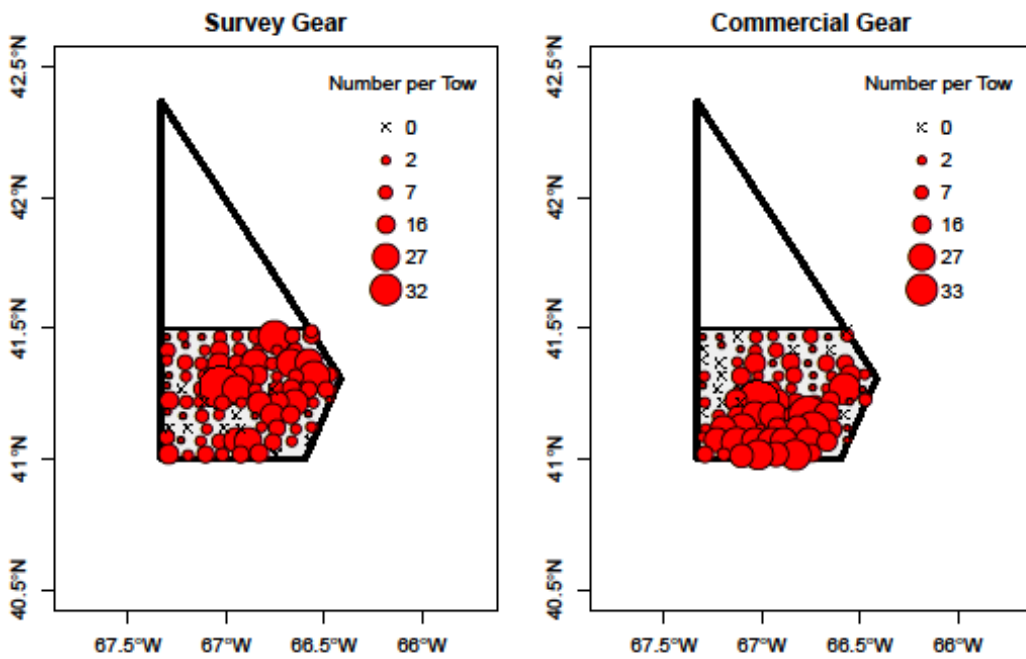 Survey Gear
Number per Tow
0
2
7
16
27
32
42.5°N
42°N
41.5°N
41°N
40.5°N
67.5°W 67°W 66.5°W 66°W
Commercial Gear
Number per Tow
0
2
7
16
27
33
42.5°N
42°N
41.5°N
41°N
40.5°N
67.5°W 67°W 66.5°W 66°W